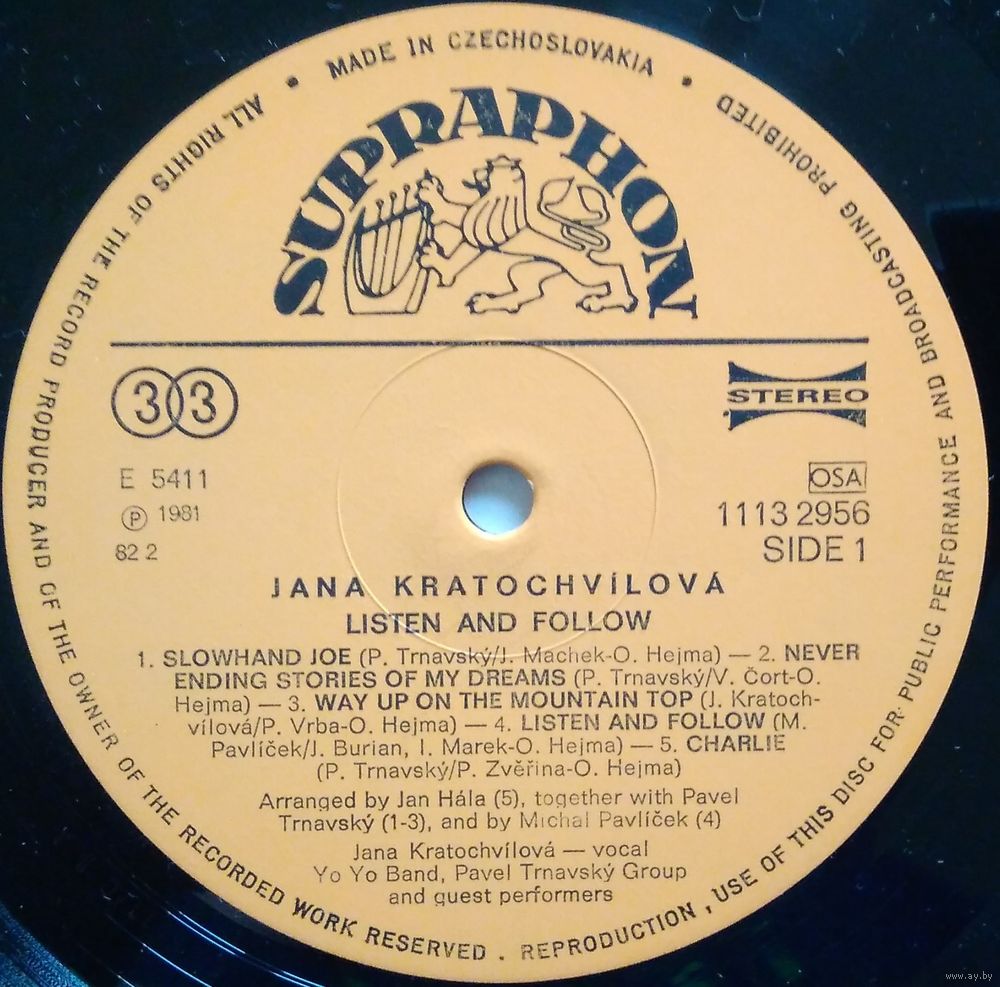 MADE IN CZECHOSLOVAKIA
ALL RIGHTS OF THE RECORD PRODUCER AND OF THE OWNER OF THE RECORDED WORK RESERVED . REPRODUCTION , USE OF THIS DISC FOR PUBLIC PERFORMANCE AND BROADCASTING PROHIBITED
SUPRAPHON
33
STEREO
E 5411
OSA
Ⓟ 1981
1113 2956
82 2
SIDE 1
JANA KRATOCHVÍLOVÁ
LISTEN AND FOLLOW
1. SLOWHAND JOE (P. Trnavský/J. Machek-O. Hejma) — 2. NEVER
ENDING STORIES OF MY DREAMS (P. Trnavský/V. Čort-O.
Hejma) — 3. WAY UP ON THE MOUNTAIN TOP (J. Kratoch-
vílová/P. Vrba-O. Hejma) — 4. LISTEN AND FOLLOW (M.
Pavlíček/J. Burian, I. Marek-O. Hejma) — 5. CHARLIE
(P. Trnavský/P. Zvěřina-O. Hejma)
Arranged by Jan Hála (5), together with Pavel
Trnavský (1-3), and by Michal Pavlíček (4)
Jana Kratochvílová — vocal
Yo Yo Band, Pavel Trnavský Group
and guest performers
www.ay.by